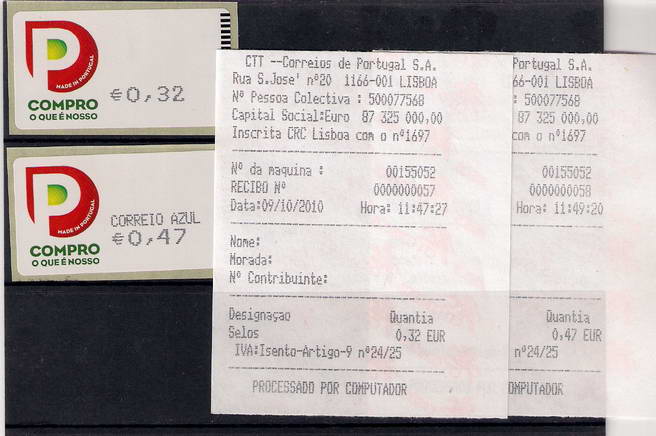 MADE IN PORTUGAL
COMPRO
O QUE É NOSSO
€0,32
MADE IN PORTUGAL
COMPRO
O QUE É NOSSO
CORREIO AZUL
€0,47
CTT --Correios de Portugal S.A.
Rua S.Jose' nº20 1166-001 LISBOA
Nº Pessoa Colectiva : 500077568
Capital Social:Euro 87 325 000,00
Inscrita CRC Lisboa com o nº1697
Nº da maquina : 00155052
RECIBO Nº 0000000057
Data:09/10/2010 Hora: 11:47:27
Nome:
Morada:
Nº Contribuinte:
Designaçao Quantia
Selos 0,32 EUR
IVA:Isento-Artigo-9 nº24/25
PROCESSADO POR COMPUTADOR
Portugal S.A.
66-001 LISBOA
00077568
87 325 000,00
om o nº1697
00155052
0000000058
Hora: 11:49:20
Quantia
0,47 EUR
nº24/25
OMPUTADOR